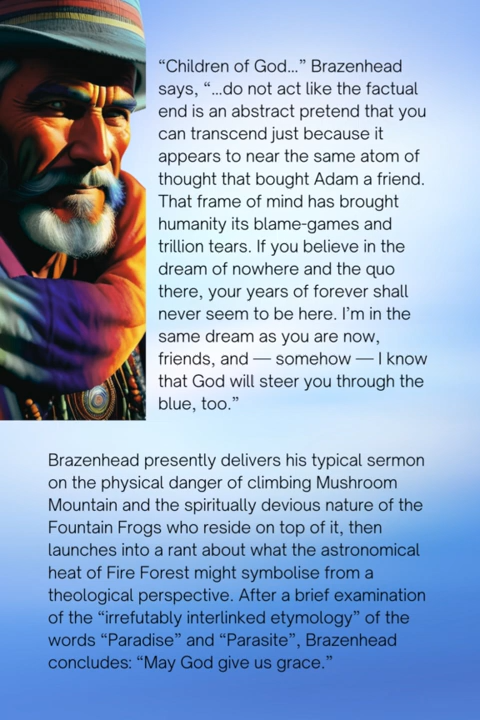 “Children of God...” Brazenhead
says, “...do not act like the factual
end is an abstract pretend that you
can transcend just because it
appears to near the same atom of
thought that bought Adam a friend.
That frame of mind has brought
humanity its blame-games and
trillion tears. If you believe in the
dream of nowhere and the quo
there, your years of forever shall
never seem to be here. I’m in the
same dream as you are now,
friends, and — somehow — I know
that God will steer you through the
blue, too.”
Brazenhead presently delivers his typical sermon
on the physical danger of climbing Mushroom
Mountain and the spiritually devious nature of the
Fountain Frogs who reside on top of it, then
launches into a rant about what the astronomical
heat of Fire Forest might symbolise from a
theological perspective. After a brief examination
of the “irrefutably interlinked etymology” of the
words “Paradise” and “Parasite”, Brazenhead
concludes: “May God give us grace.”